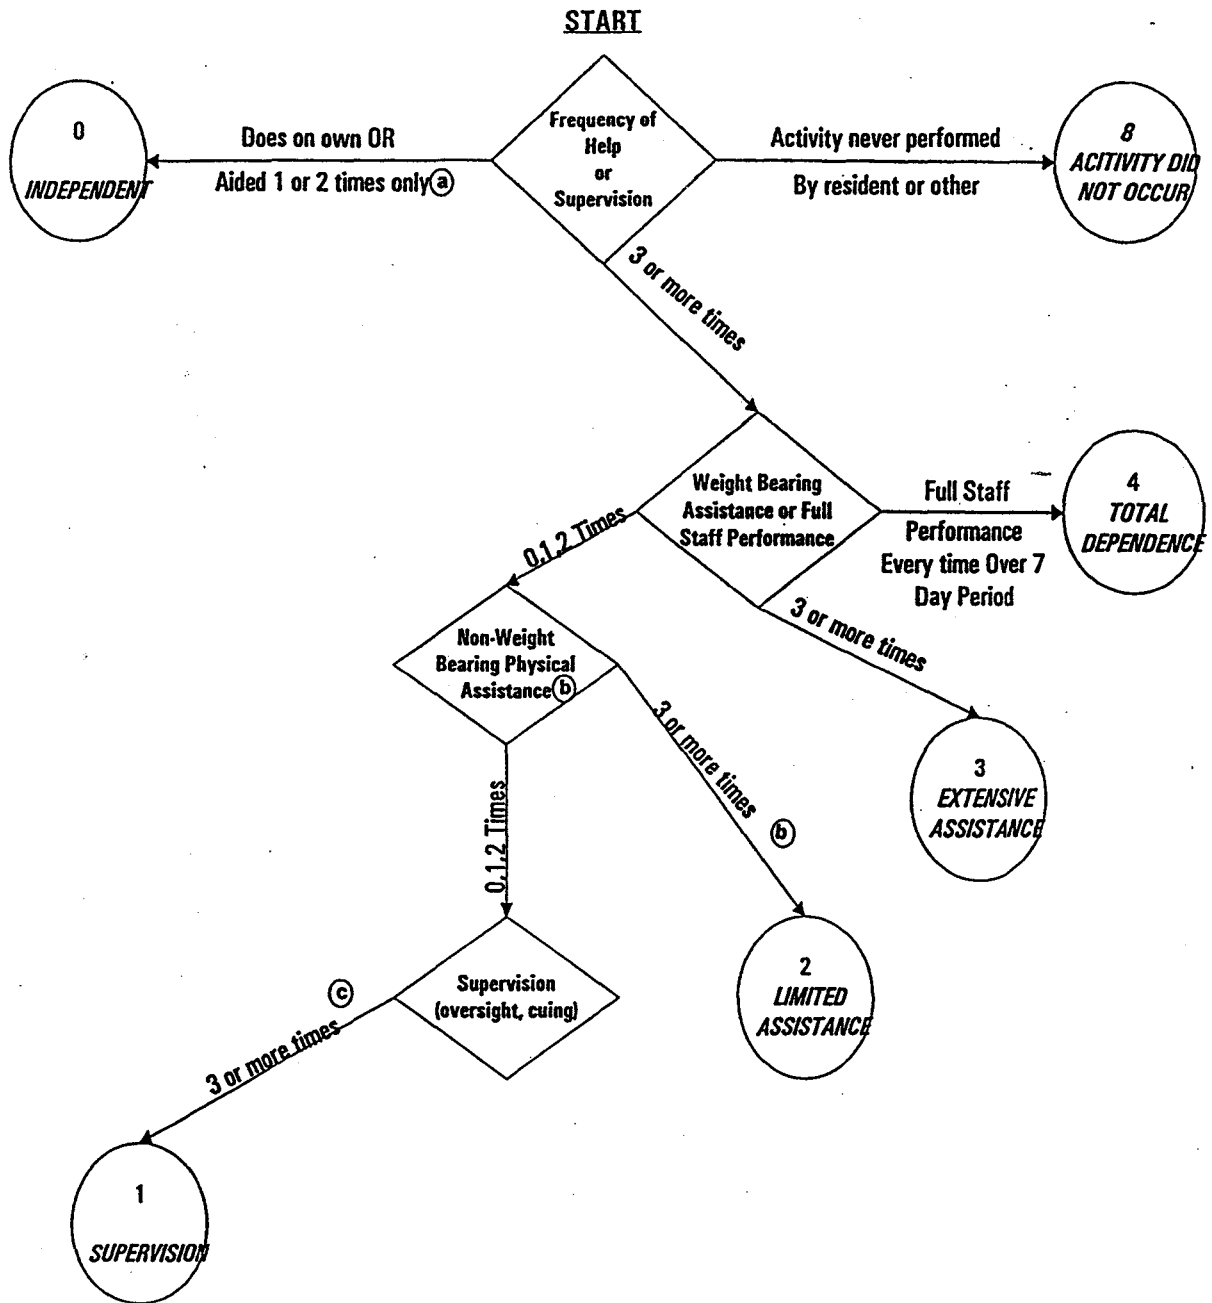 START
Frequency of
Help
or
Supervision
0
INDEPENDENT
Does on own OR
Aided 1 or 2 times only ⓐ
Activity never performed
By resident or other
8
ACITIVITY DID
NOT OCCUR
3 or more times
Weight Bearing
Assistance or Full
Staff Performance
Full Staff
Performance
Every time Over 7
Day Period
4
TOTAL
DEPENDENCE
0,1,2 Times
3 or more times
Non-Weight
Bearing Physical
Assistance ⓑ
3
EXTENSIVE
ASSISTANCE
3 or more times
ⓑ
0,1,2 Times
2
LIMITED
ASSISTANCE
Supervision
(oversight, cuing)
ⓒ
3 or more times
1
SUPERVISION